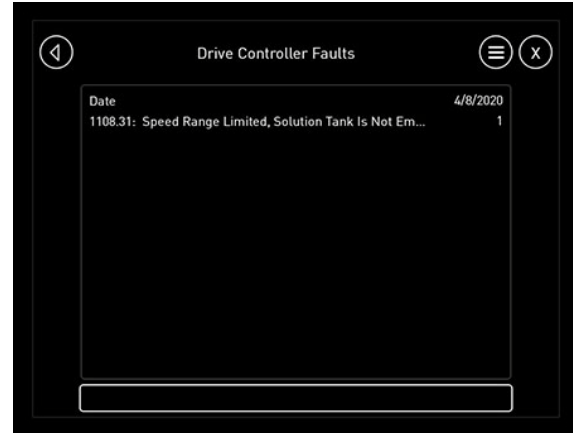 Drive Controller Faults
X
Date 4/8/2020
1108.31: Speed Range Limited, Solution Tank Is Not Em... 1